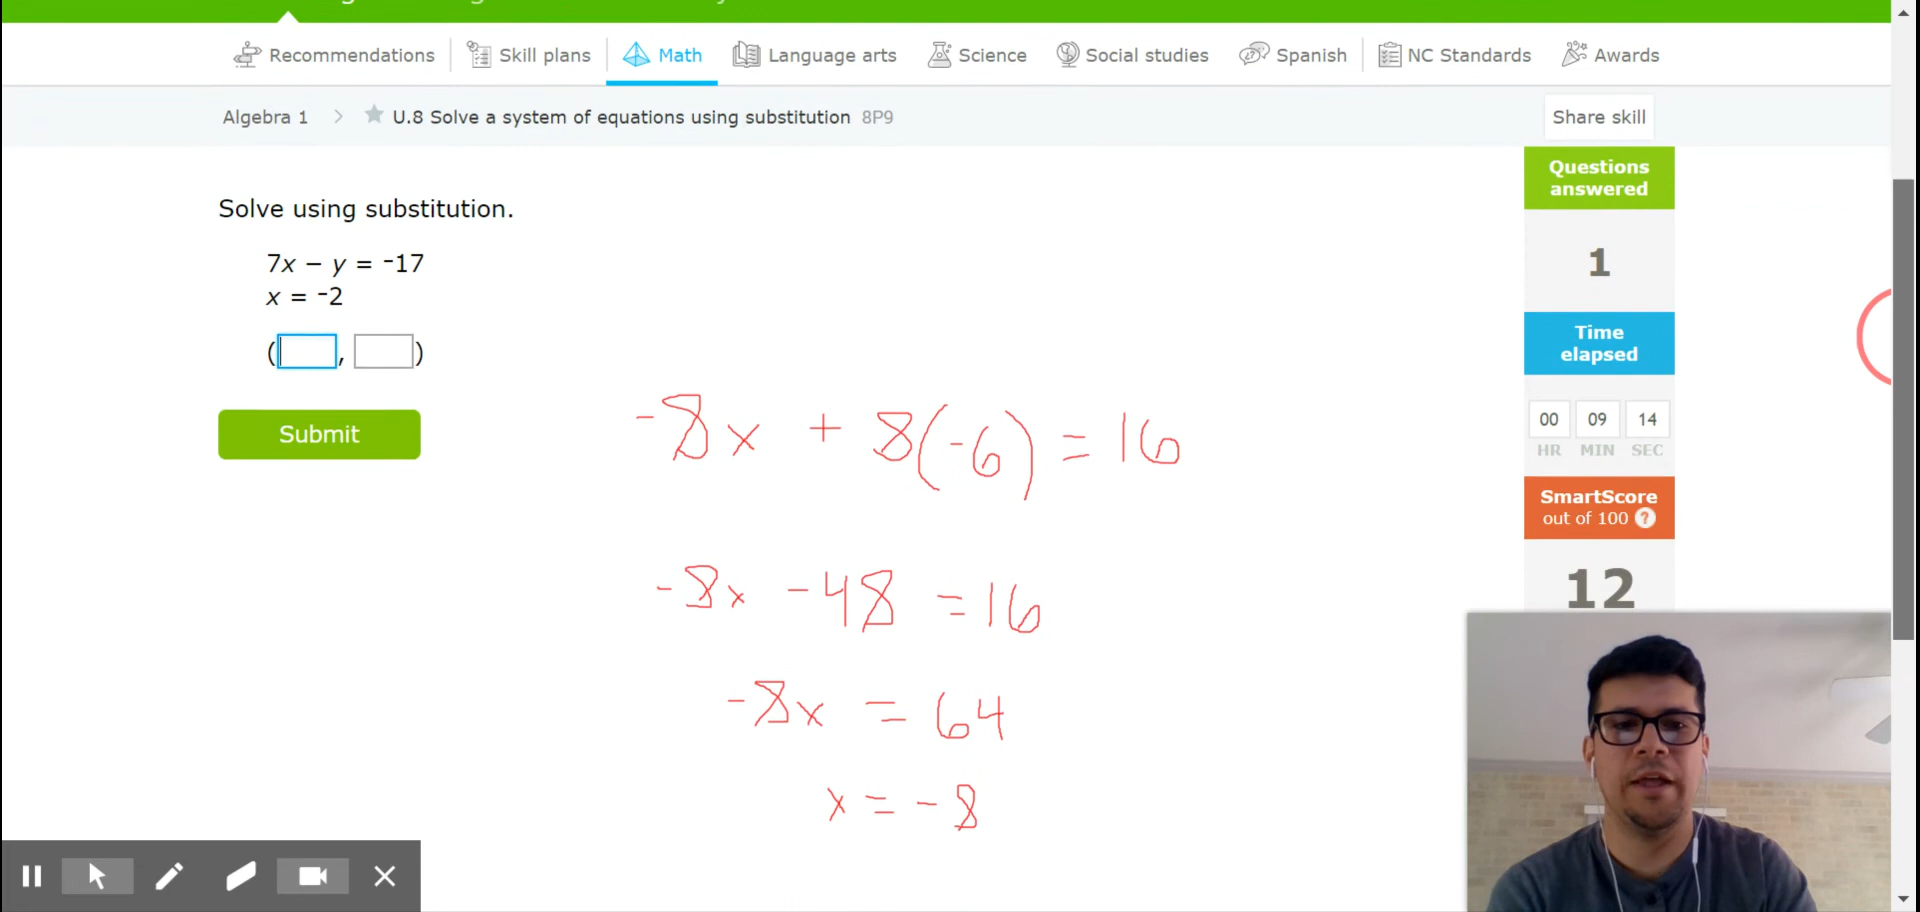 Recommendations Skill plans Math Language arts Science Social studies Spanish NC Standards Awards
Algebra 1 > U.8 Solve a system of equations using substitution 8P9
Share skill
Solve using substitution.
7x − y = ⁻17
x = ⁻2
( , )
Submit
-8x + 8(-6) = 16
-8x -48 = 16
-8x = 64
x = -8
Questions
answered
1
Time
elapsed
00 09 14
HR MIN SEC
SmartScore
out of 100 ?
12